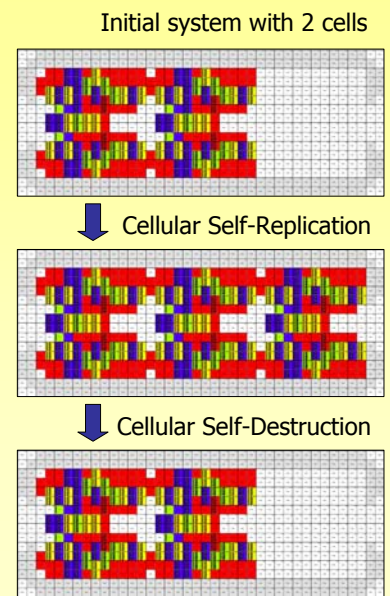 Initial system with 2 cells
Cellular Self-Replication
Cellular Self-Destruction